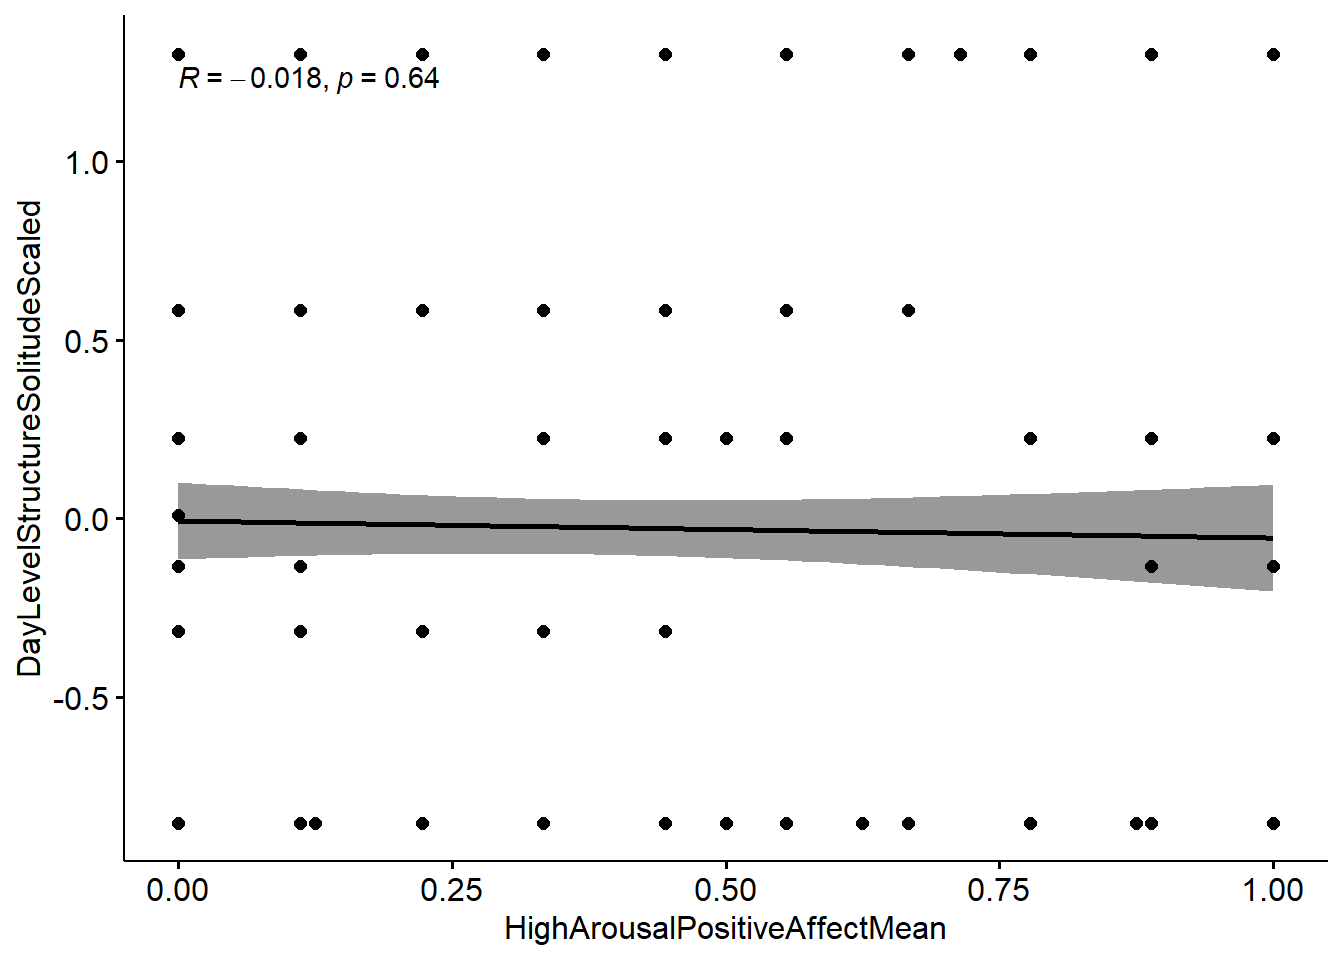 R = −0.018, p = 0.64
1.0
0.5
0.0
-0.5
DayLevelStructureSolitudeScaled
0.00 0.25 0.50 0.75 1.00
HighArousalPositiveAffectMean